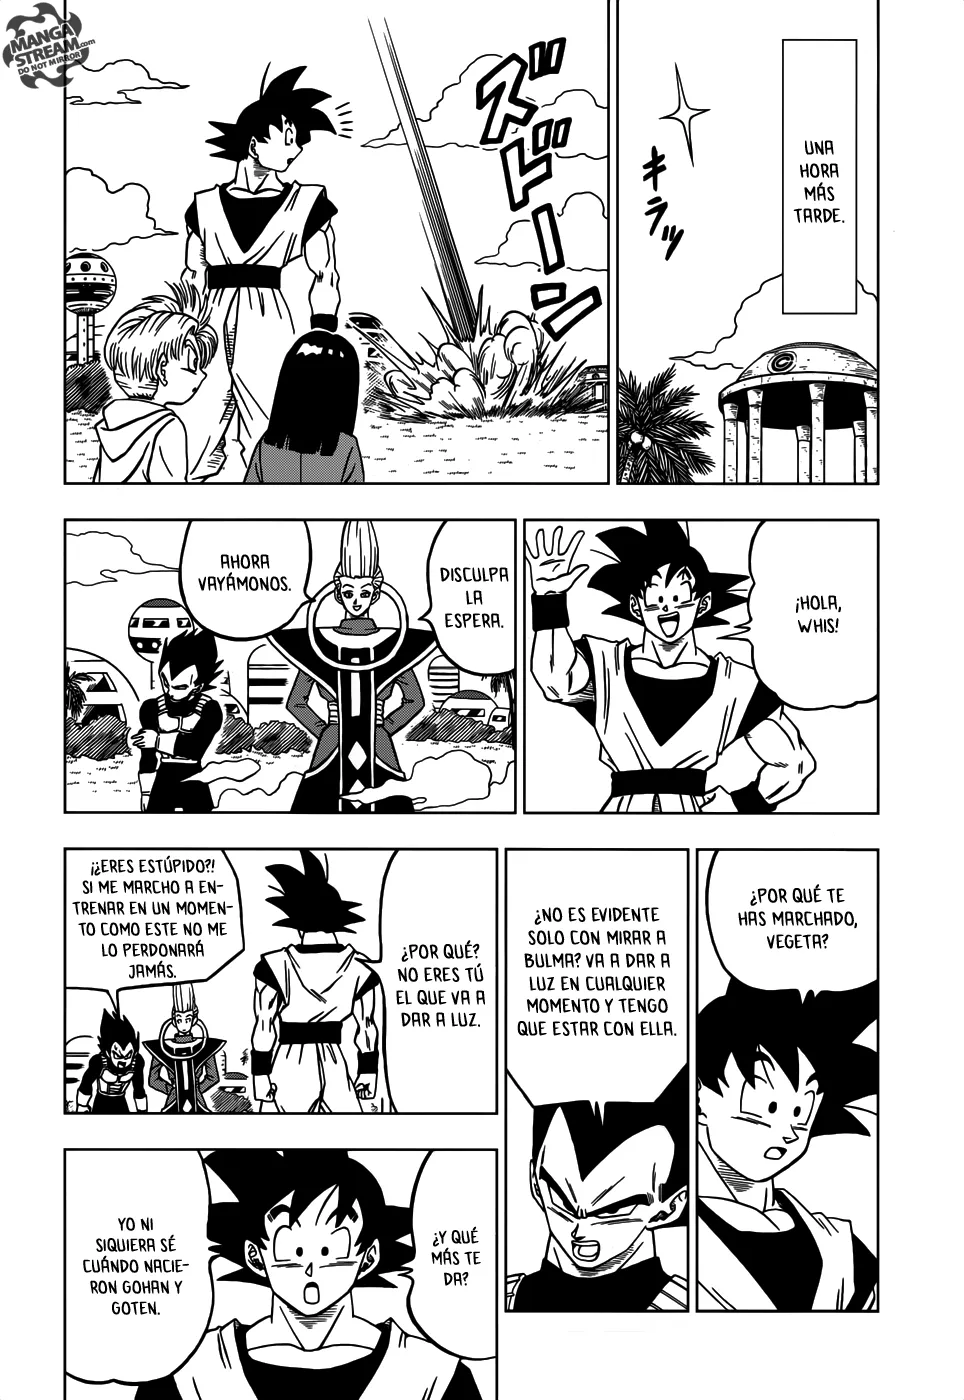 MANGA
STREAM.com
DO NOT MIRROR
UNA
HORA
MÁS
TARDE.
キラッ
ズドーン
C
¡HOLA,
WHIS!
DISCULPA
LA
ESPERA.
AHORA
VAYÁMONOS.
¿POR QUÉ TE
HAS MARCHADO,
VEGETA?
¿NO ES EVIDENTE
SOLO CON MIRAR A
BULMA? VA A DAR A
LUZ EN CUALQUIER
MOMENTO Y TENGO
QUE ESTAR CON ELLA.
¿POR QUÉ?
NO ERES TÚ
EL QUE VA A
DAR A LUZ.
¡¿ERES ESTÚPIDO?!
SI ME MARCHO A EN-
TRENAR EN UN MOMEN-
TO COMO ESTE NO ME
LO PERDONARÁ
JAMÁS.
¿Y QUÉ
MÁS TE
DA?
YO NI
SIQUIERA SÉ
CUÁNDO NACIE-
RON GOHAN Y
GOTEN.